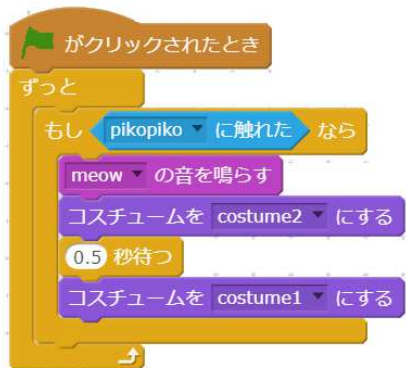 がクリックされたとき
ずっと
もし pikopiko に触れた なら
meow の音を鳴らす
コスチュームを costume2 にする
0.5 秒待つ
コスチュームを costume1 にする